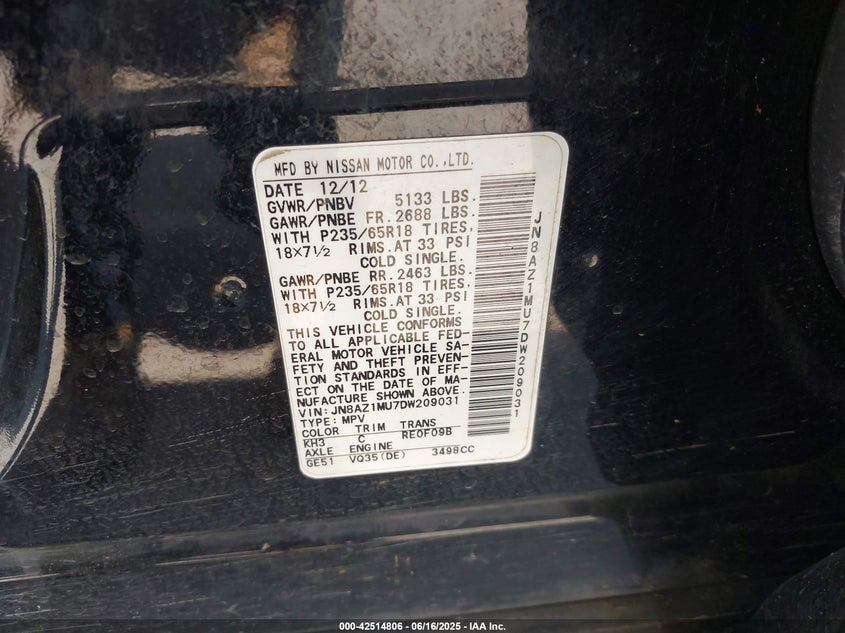 MFD BY NISSAN MOTOR CO.,LTD.
DATE 12/12
GVWR/PNBV 5133 LBS.
GAWR/PNBE FR. 2688 LBS.
WITH P235/65R18 TIRES,
18×7½ RIMS.AT 33 PSI
COLD SINGLE.
GAWR/PNBE RR. 2463 LBS.
WITH P235/65R18 TIRES,
18×7½ RIMS.AT 33 PSI
COLD SINGLE.
THIS VEHICLE CONFORMS
TO ALL APPLICABLE FED-
ERAL MOTOR VEHICLE SA-
FETY AND THEFT PREVEN-
TION STANDARDS IN EFF-
ECT ON THE DATE OF MA-
NUFACTURE SHOWN ABOVE.
VIN: JN8AZ1MU7DW209031
TYPE: MPV
COLOR TRIM TRANS
KH3 C RE0F09B
AXLE ENGINE
GE51 VQ35(DE) 3498CC
JN8AZ1MU7DW209031
000-42514806 - 06/16/2025 - IAA Inc.